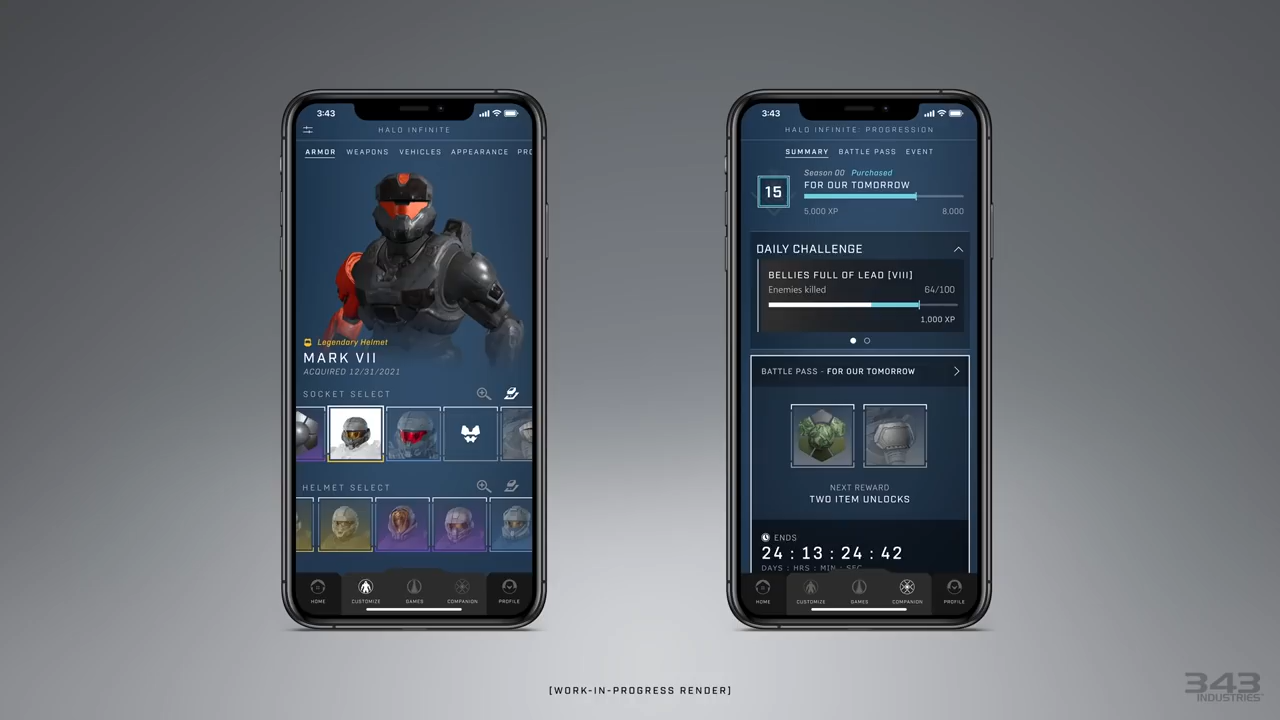 3:43
HALO INFINITE
ARMOR WEAPONS VEHICLES APPEARANCE PRO
Legendary Helmet
MARK VII
ACQUIRED 12/31/2021
SOCKET SELECT
HELMET SELECT
HOME CUSTOMIZE GAMES COMPANION PROFILE
3:43
HALO INFINITE: PROGRESSION
SUMMARY BATTLE PASS EVENT
15
Season 00 Purchased
FOR OUR TOMORROW
5,000 XP 8,000
DAILY CHALLENGE
BELLIES FULL OF LEAD [VIII]
Enemies killed 64/100
1,000 XP
BATTLE PASS - FOR OUR TOMORROW
NEXT REWARD
TWO ITEM UNLOCKS
ENDS
24 : 13 : 24 : 42
DAYS : HRS : MIN : SEC
HOME CUSTOMIZE GAMES COMPANION PROFILE
[WORK-IN-PROGRESS RENDER]
343
INDUSTRIES